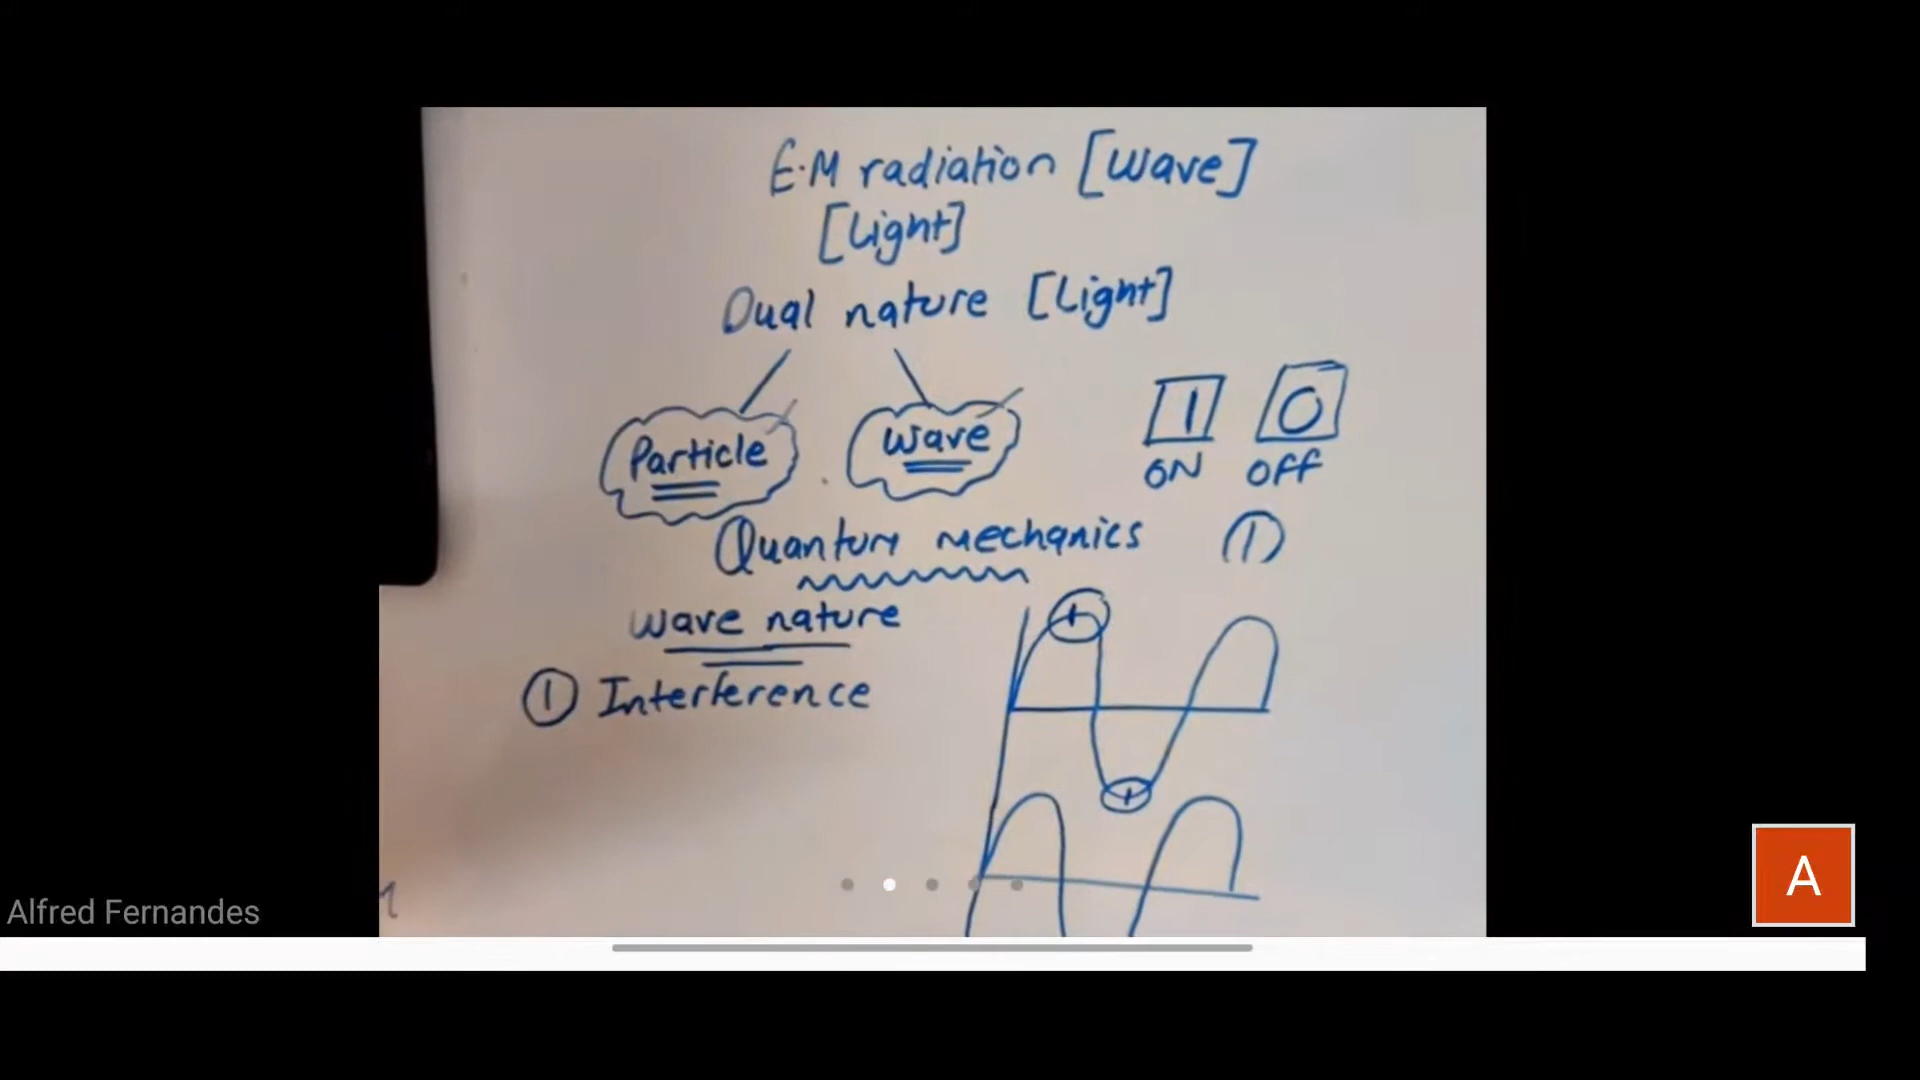 E·M radiation [wave]
[light]
Dual nature [light]
Particle wave
1 0
ON OFF
Quantum mechanics 1
wave nature
1 Interference
+
+
Alfred Fernandes
A